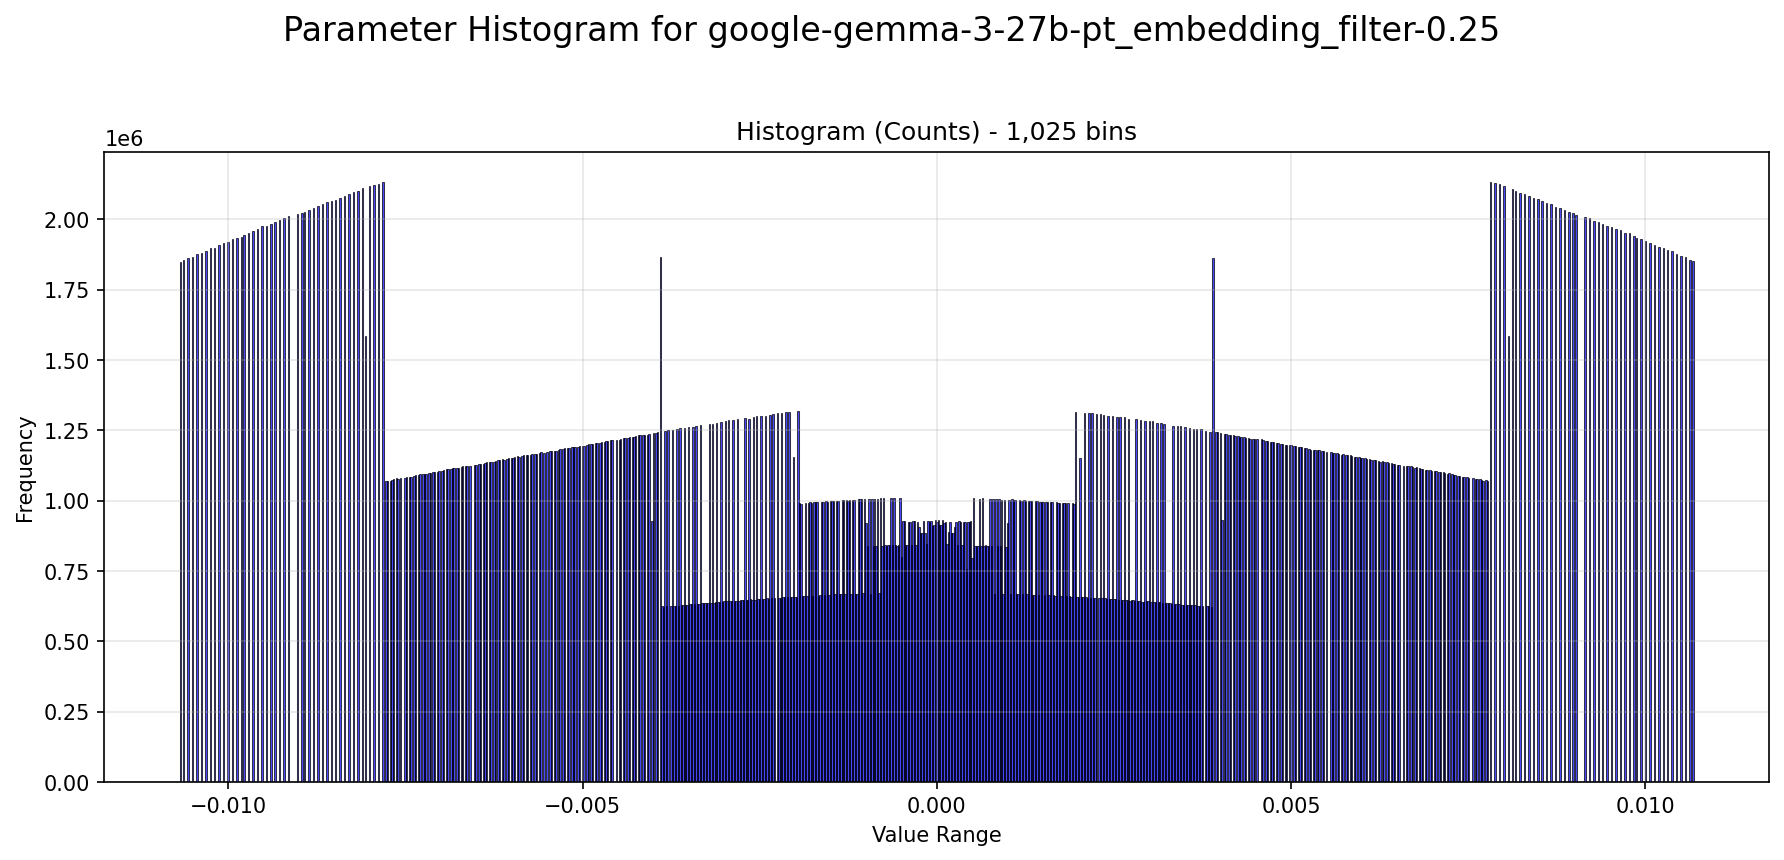 Parameter Histogram for google-gemma-3-27b-pt_embedding_filter-0.25
Histogram (Counts) - 1,025 bins
1e6
2.00
1.75
1.50
1.25
1.00
0.75
0.50
0.25
0.00
Frequency
−0.010
−0.005
0.000
0.005
0.010
Value Range